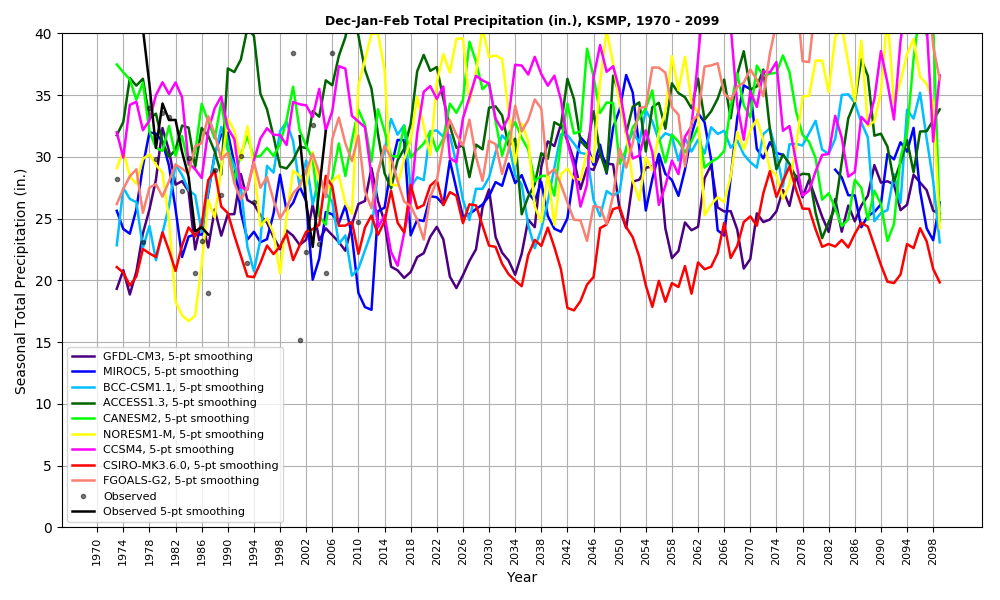 Dec-Jan-Feb Total Precipitation (in.), KSMP, 1970 - 2099
Seasonal Total Precipitation (in.)
40
35
30
25
20
15
10
5
0
GFDL-CM3, 5-pt smoothing
MIROC5, 5-pt smoothing
BCC-CSM1.1, 5-pt smoothing
ACCESS1.3, 5-pt smoothing
CANESM2, 5-pt smoothing
NORESM1-M, 5-pt smoothing
CCSM4, 5-pt smoothing
CSIRO-MK3.6.0, 5-pt smoothing
FGOALS-G2, 5-pt smoothing
Observed
Observed 5-pt smoothing
1970 1974 1978 1982 1986 1990 1994 1998 2002 2006 2010 2014 2018 2022 2026 2030 2034 2038 2042 2046 2050 2054 2058 2062 2066 2070 2074 2078 2082 2086 2090 2094 2098
Year